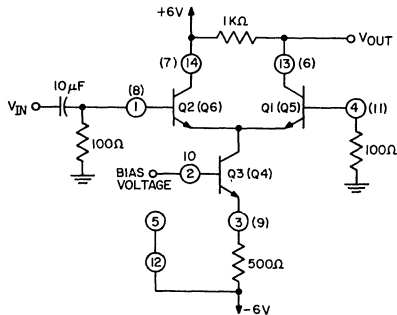 +6V
1KΩ
VOUT
(7) 14
13 (6)
10μF
(8)
VIN
1
Q2(Q6)
Q1(Q5)
4 (11)
100Ω
100Ω
10
BIAS VOLTAGE
2
Q3(Q4)
5
3 (9)
12
500Ω
-6V